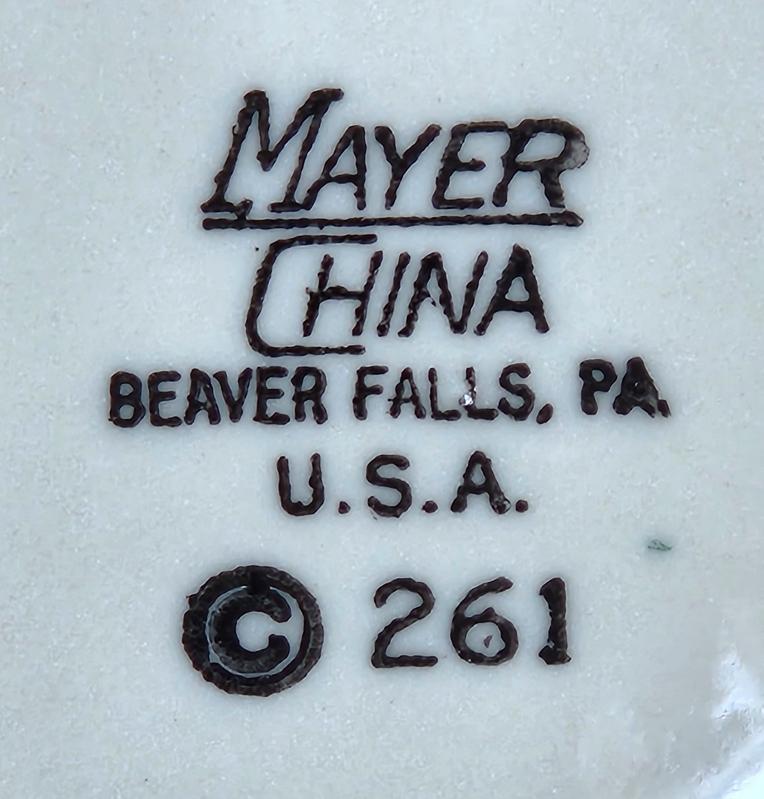 MAYER
CHINA
BEAVER FALLS, PA.
U.S.A.
© 261